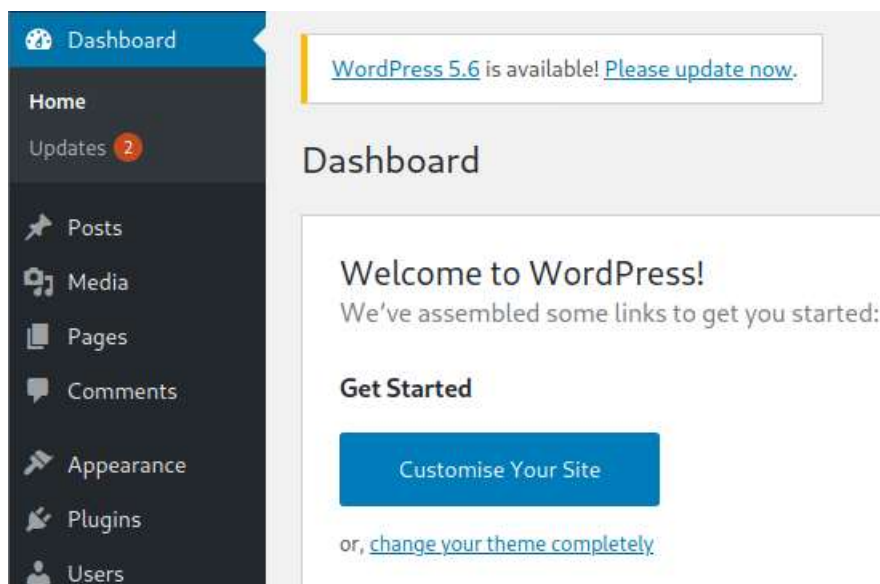 Dashboard
Home
Updates 2
Posts
Media
Pages
Comments
Appearance
Plugins
Users
WordPress 5.6 is available! Please update now.
Dashboard
Welcome to WordPress!
We've assembled some links to get you started:
Get Started
Customise Your Site
or, change your theme completely